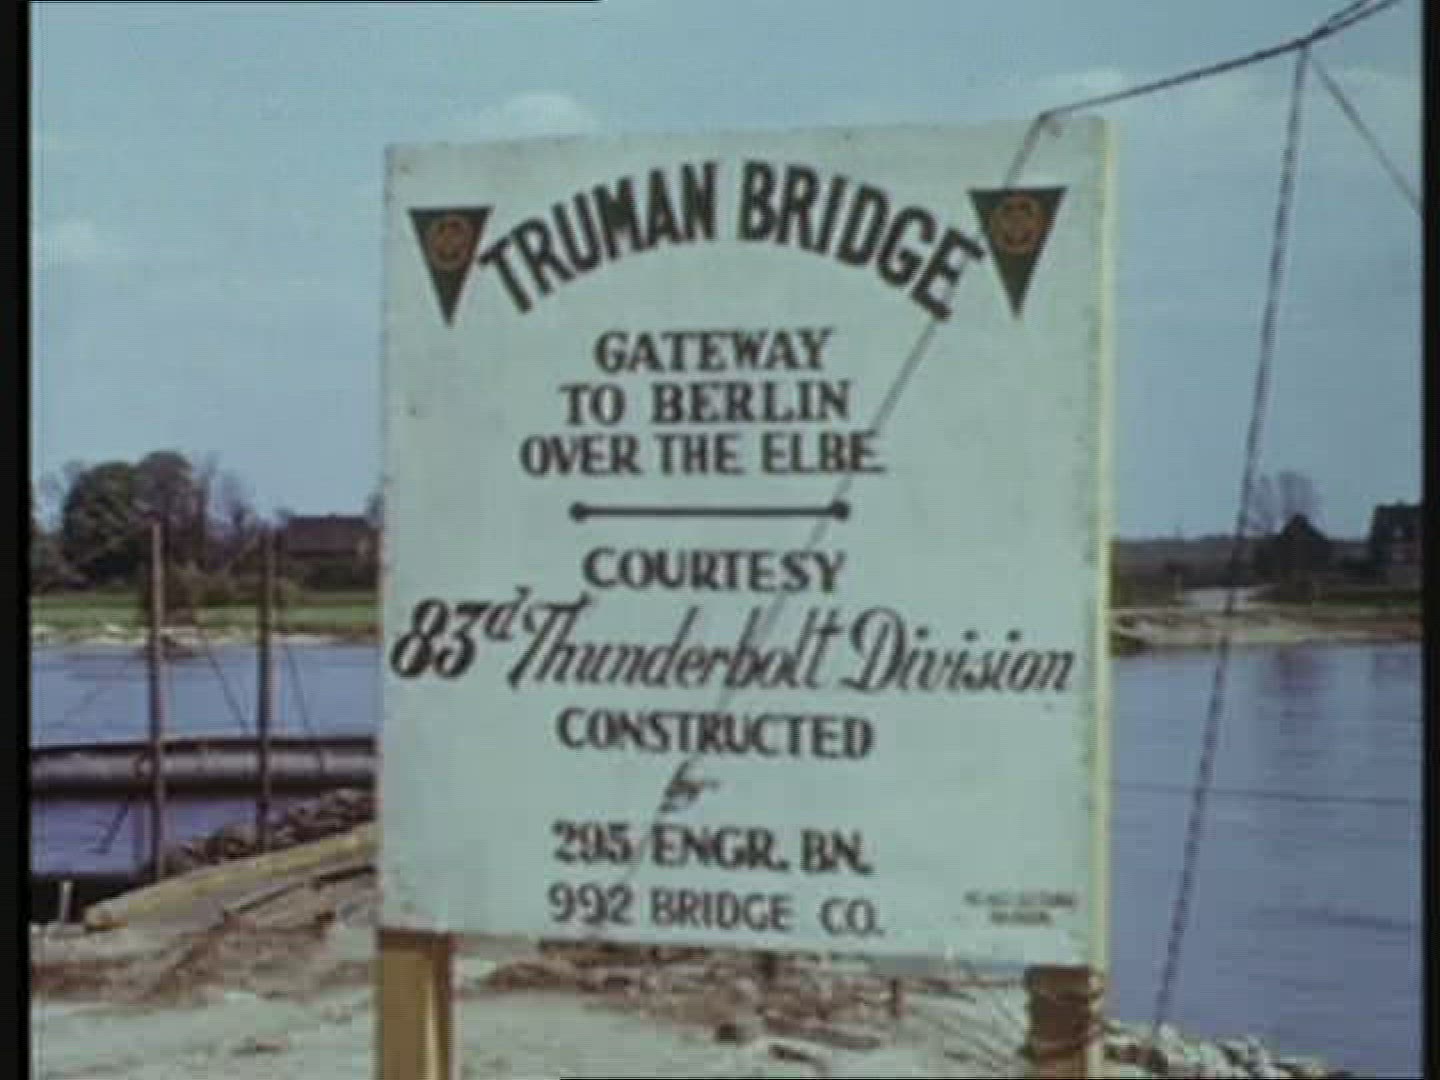 TRUMAN BRIDGE
GATEWAY
TO BERLIN
OVER THE ELBE
COURTESY
83d Thunderbolt Division
CONSTRUCTED
by
295 ENGR. BN.
992 BRIDGE CO.